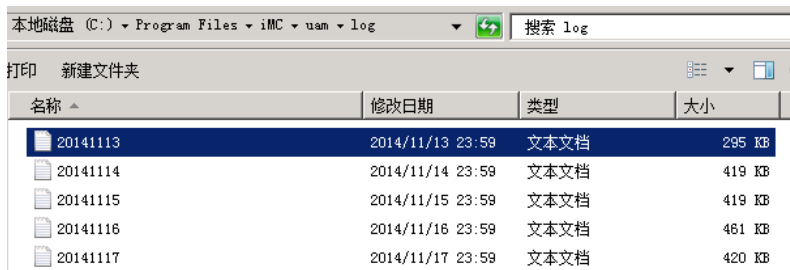 本地磁盘 (C:) ▾ Program Files ▾ iMC ▾ uam ▾ log 搜索 log
打印 新建文件夹
名称 修改日期 类型 大小
20141113 2014/11/13 23:59 文本文档 295 KB
20141114 2014/11/14 23:59 文本文档 419 KB
20141115 2014/11/15 23:59 文本文档 419 KB
20141116 2014/11/16 23:59 文本文档 461 KB
20141117 2014/11/17 23:59 文本文档 420 KB